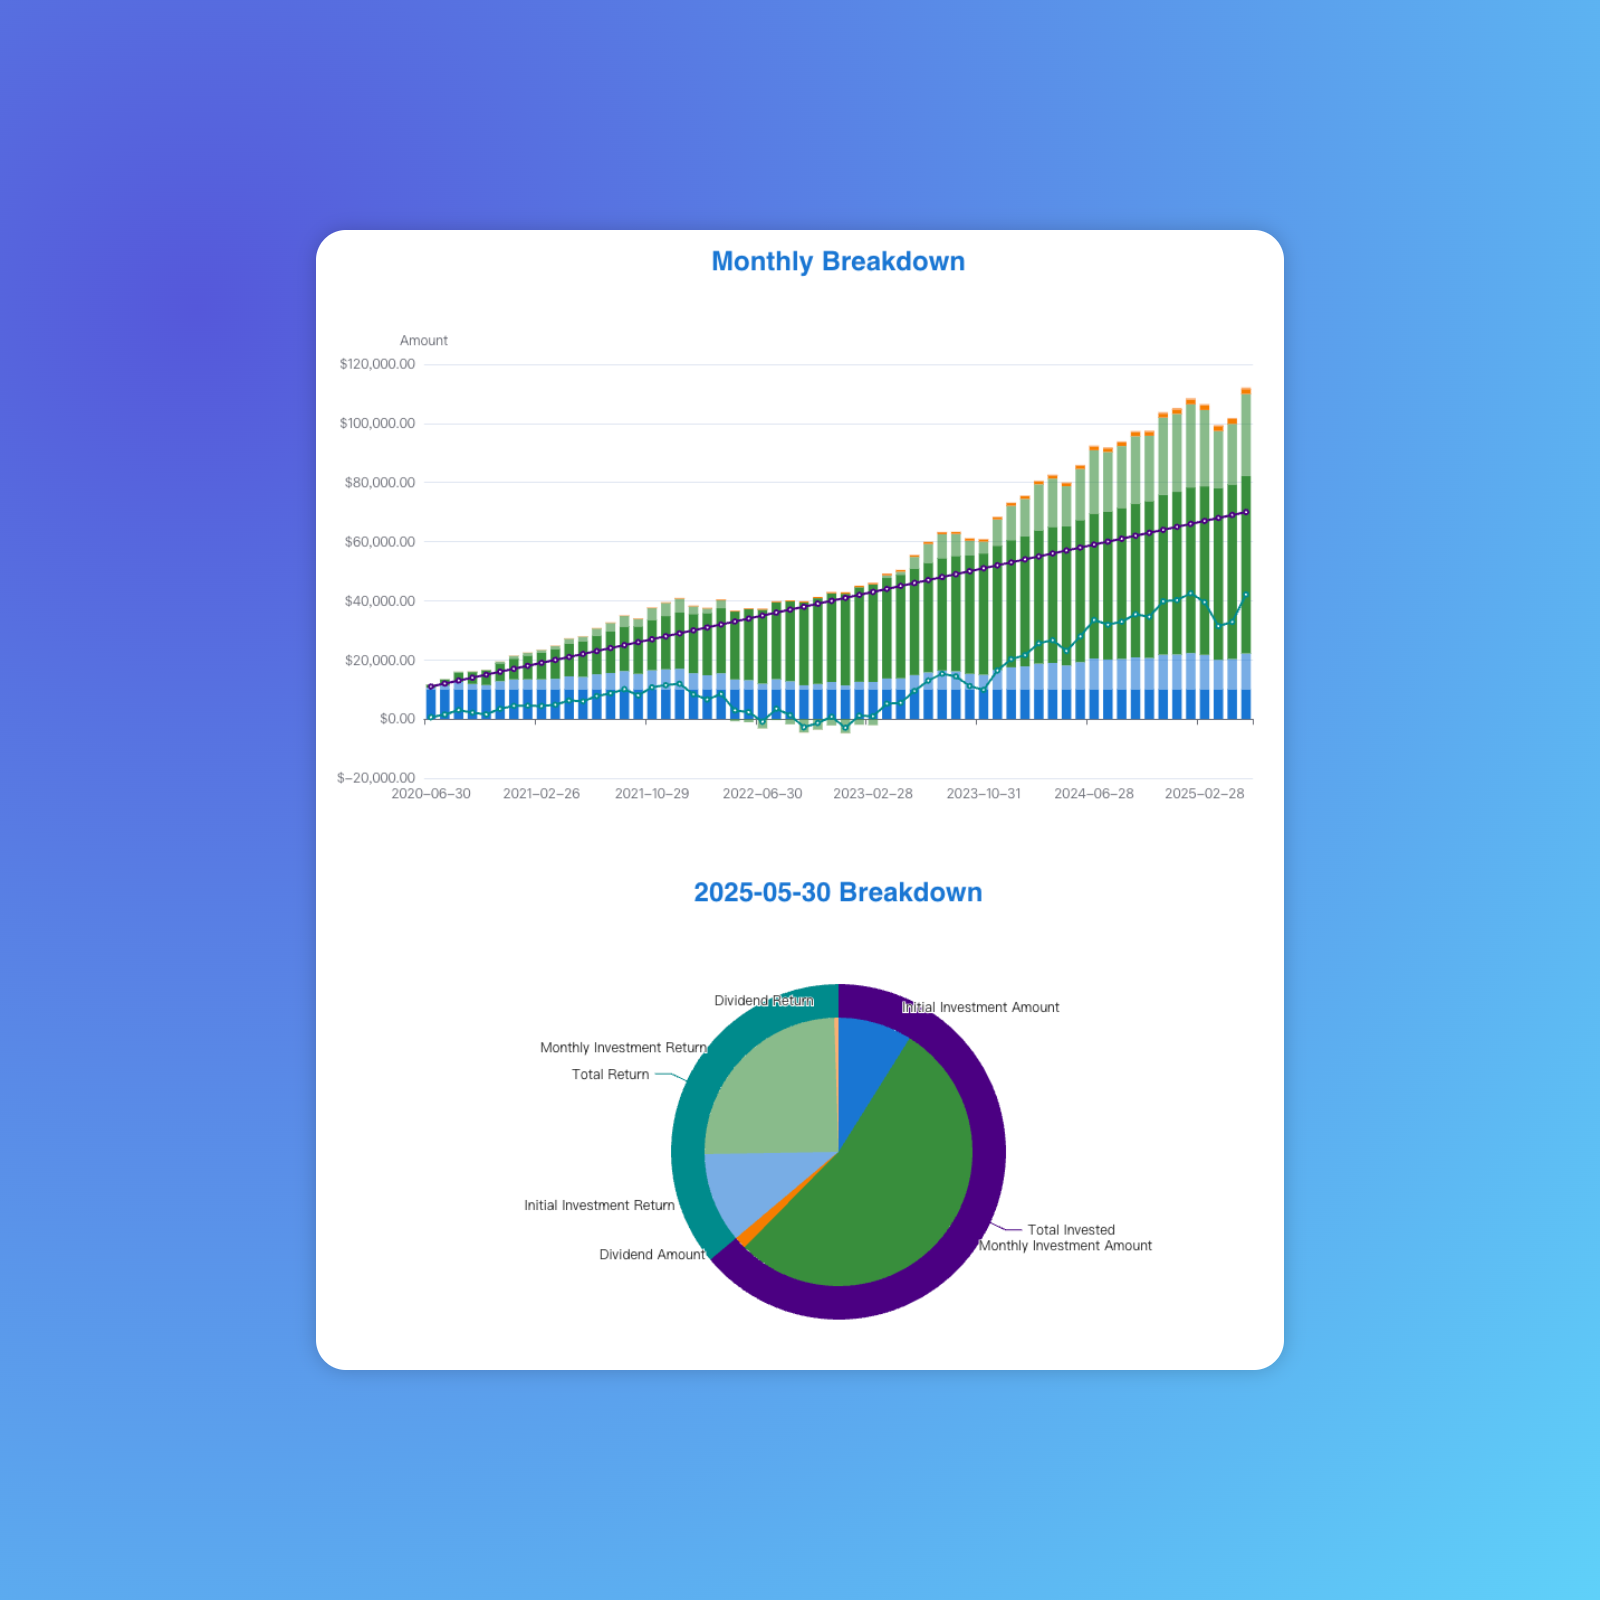 Monthly Breakdown
Amount
$120,000.00
$100,000.00
$80,000.00
$60,000.00
$40,000.00
$20,000.00
$0.00
$-20,000.00
2020-06-30 2021-02-26 2021-10-29 2022-06-30 2023-02-28 2023-10-31 2024-06-28 2025-02-28
2025-05-30 Breakdown
Dividend Return
Initial Investment Amount
Monthly Investment Return
Total Return
Initial Investment Return
Total Invested
Monthly Investment Amount
Dividend Amount